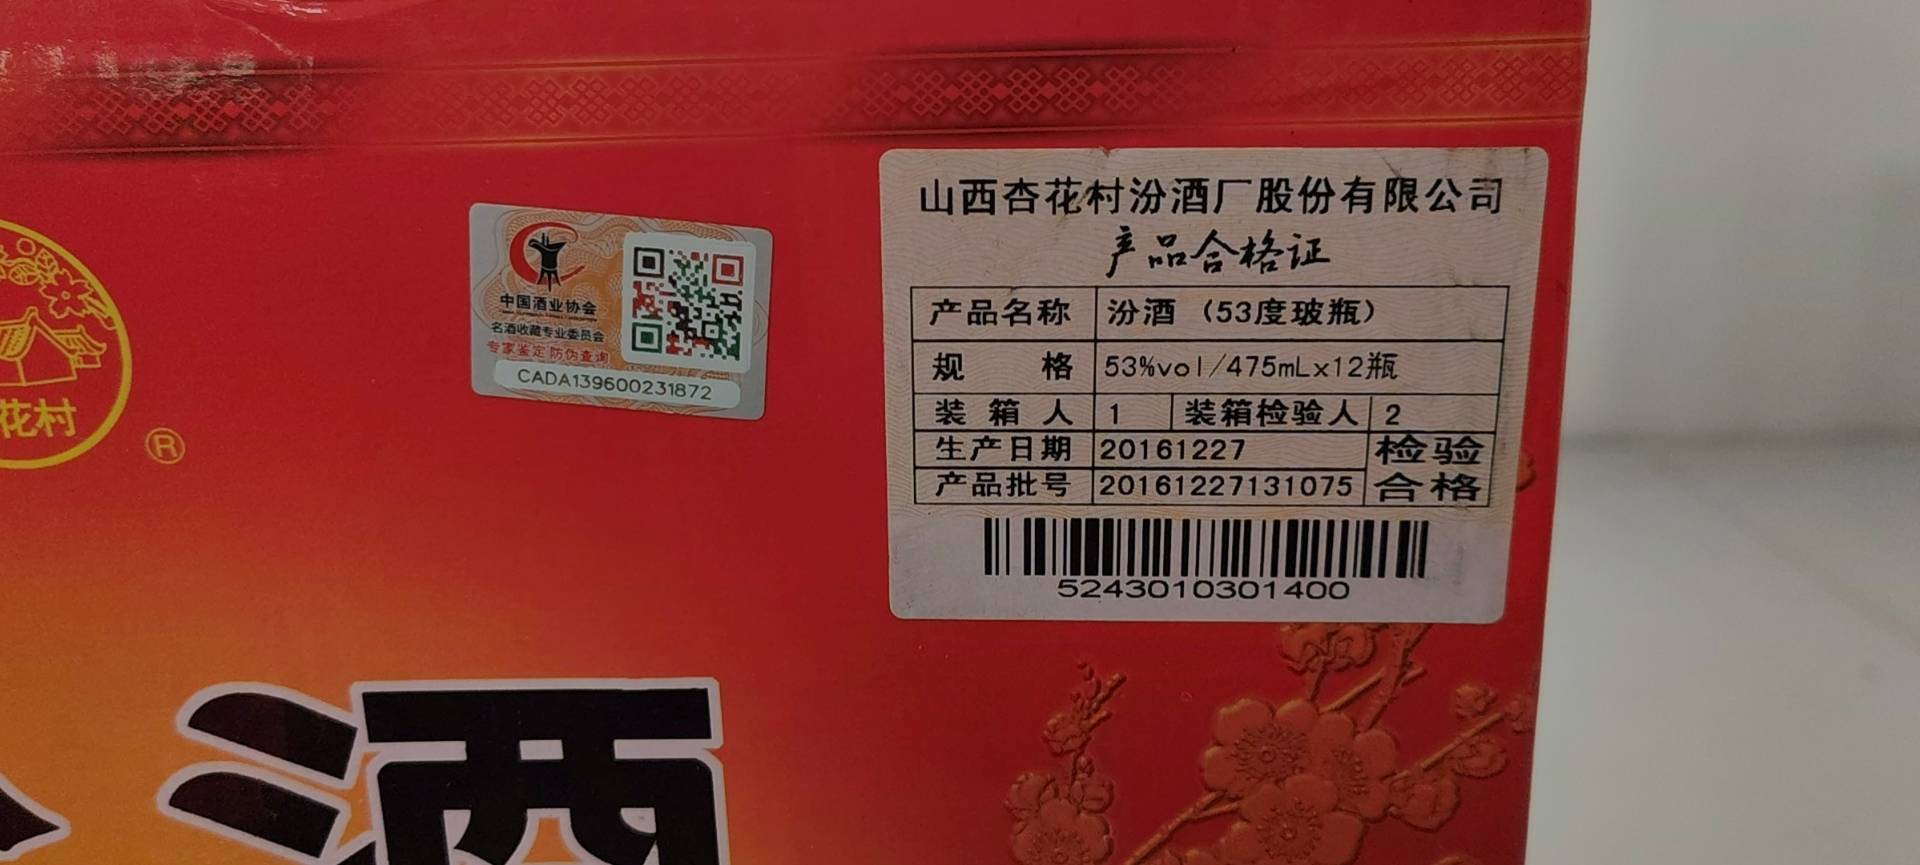 花村
®
中国酒业协会
名酒收藏专业委员会
专家鉴定 防伪查询
CADA139600231872
山西杏花村汾酒厂股份有限公司
产品合格证
产品名称 汾酒（53度玻瓶）
规 格 53%vol/475mLx12瓶
装 箱 人 1 装箱检验人 2
生产日期 20161227 检验
产品批号 20161227131075 合格
5243010301400
酒